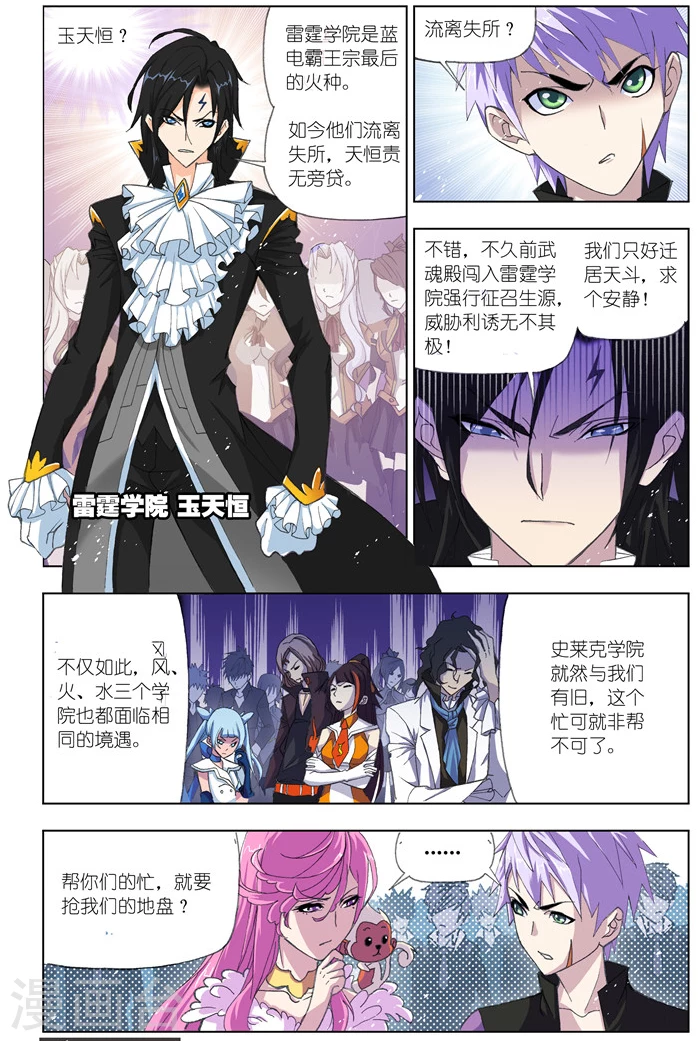 玉天恒？
雷霆学院是蓝
电霸王宗最后
的火种。
如今他们流离
失所，天恒责
无旁贷。
雷霆学院 玉天恒
流离失所？
不错，不久前武
魂殿闯入雷霆学
院强行征召生源，
威胁利诱无不其
极！
我们只好迁
居天斗，求
个安静！
风
不仅如此，风、
火、水三个学
院也都面临相
同的境遇。
史莱克学院
就然与我们
有旧，这个
忙可就非帮
不可了。
帮你们的忙，就要
抢我们的地盘？
……
漫画台